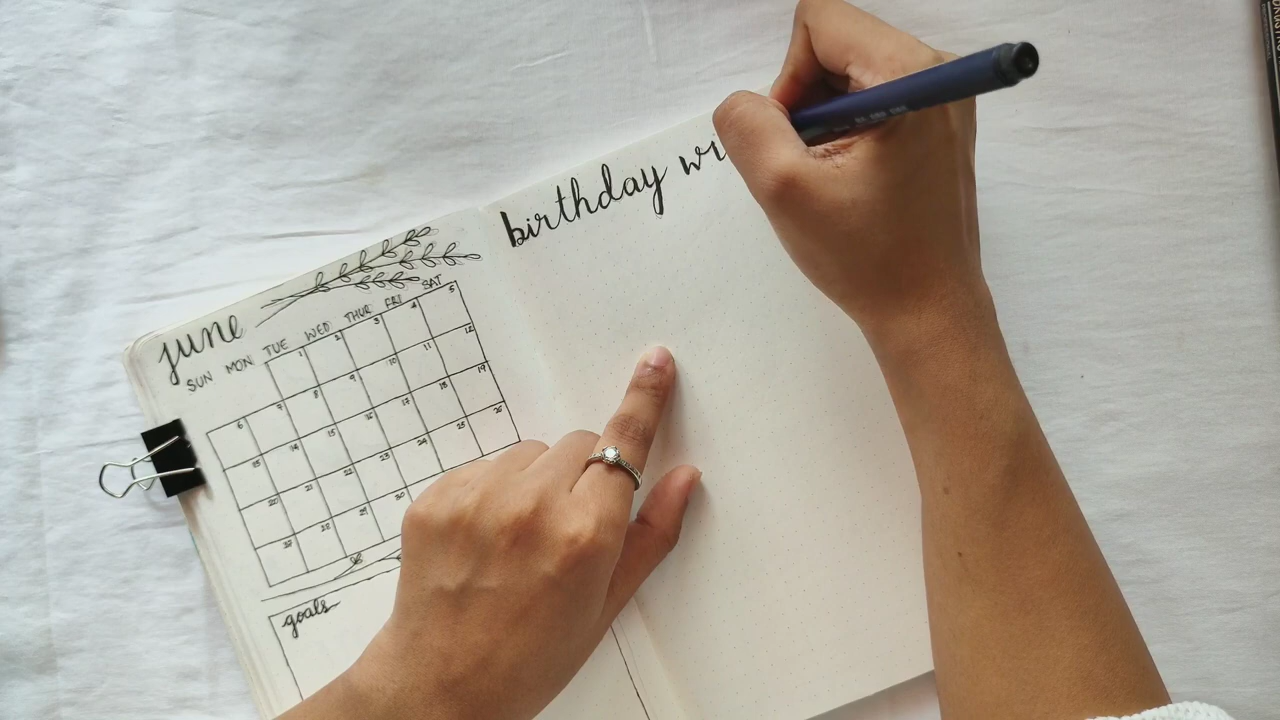 june
SUN MON TUE WED THUR FRI SAT
1 2 3 4 5
6 7 8 9 10 11 12
13 14 15 16 17 18 19
20 21 22 23 24 25 26
27 28 29 30
goals
birthday wi